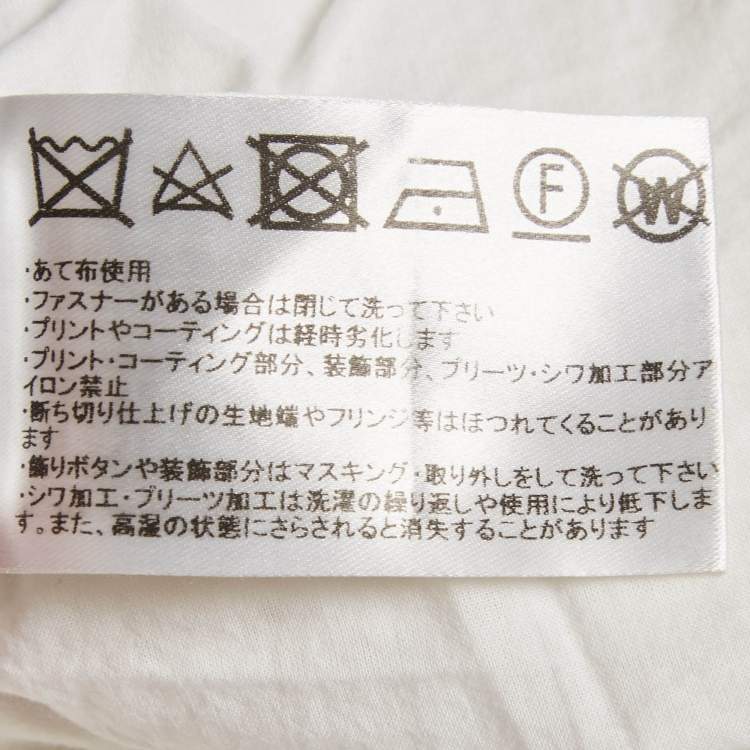 F
W
・あて布使用
・ファスナーがある場合は閉じて洗って下さい
・プリントやコーティングは経時劣化します
・プリント・コーティング部分、装飾部分、プリーツ・シワ加工部分ア
イロン禁止
・断ち切り仕上げの生地端やフリンジ等はほつれてくることがあり
ます
・飾りボタンや装飾部分はマスキング・取り外しをして洗って下さい
・シワ加工・プリーツ加工は洗濯の繰り返しや使用により低下しま
す。また、高湿の状態にさらされると消失することがあります